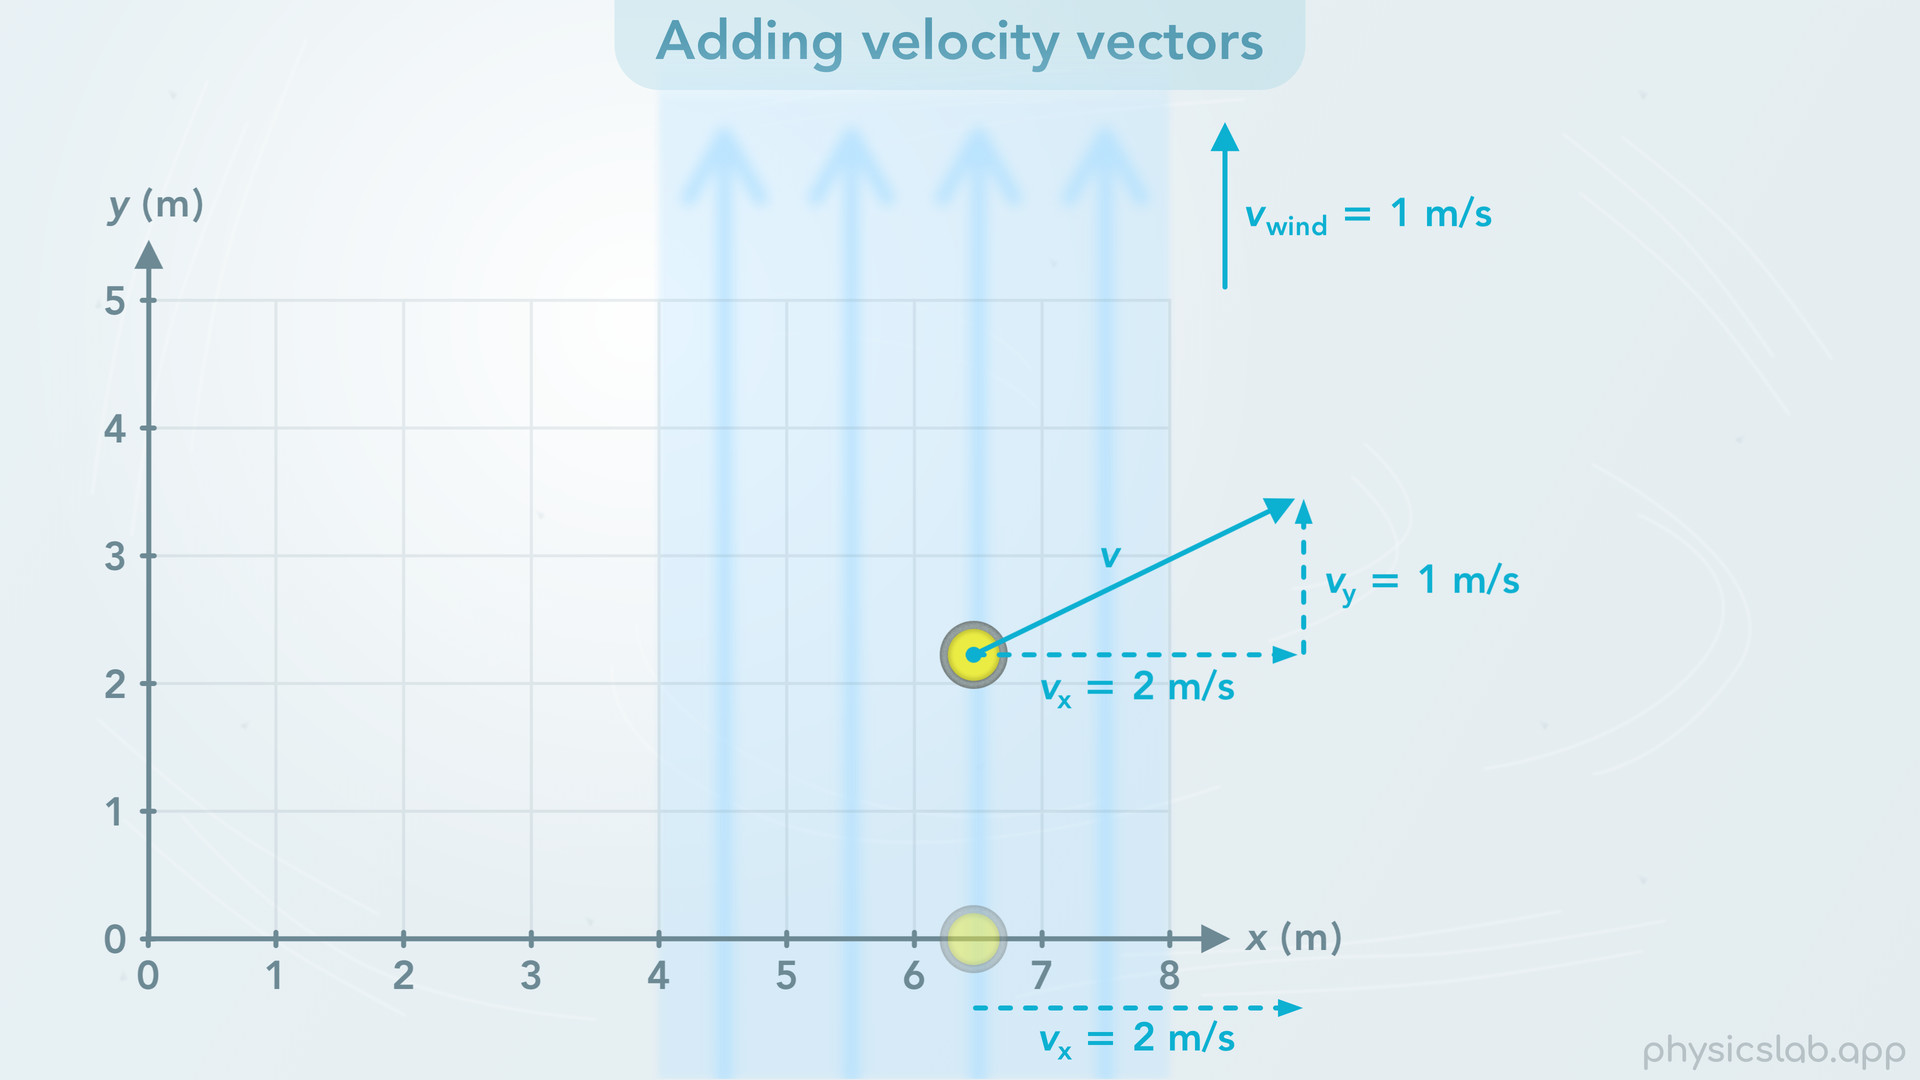 Adding velocity vectors
y (m)
v_wind = 1 m/s
5
4
3
v
v_y = 1 m/s
2
v_x = 2 m/s
1
0
x (m)
0 1 2 3 4 5 6 7 8
v_x = 2 m/s
physicslab.app